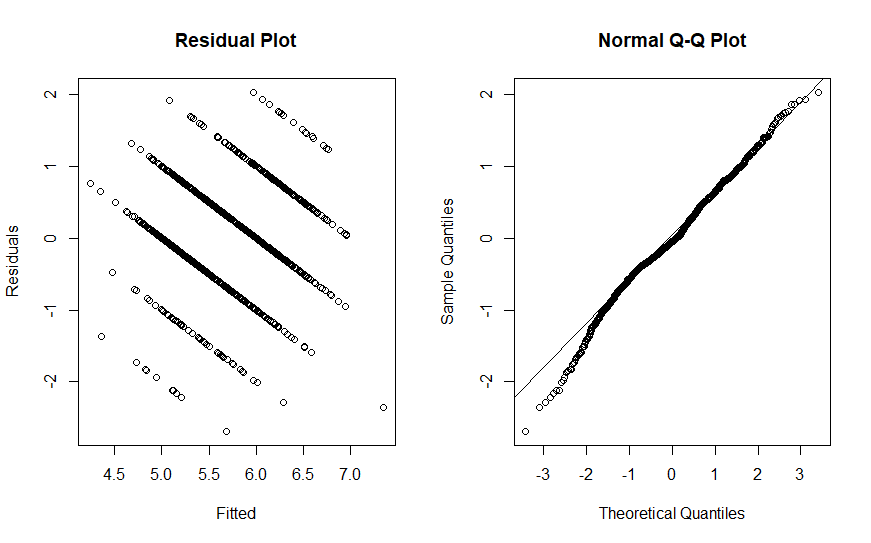 Residual Plot
Residuals
2
1
0
-1
-2
4.5 5.0 5.5 6.0 6.5 7.0
Fitted
Normal Q-Q Plot
Sample Quantiles
2
1
0
-1
-2
-3 -2 -1 0 1 2 3
Theoretical Quantiles